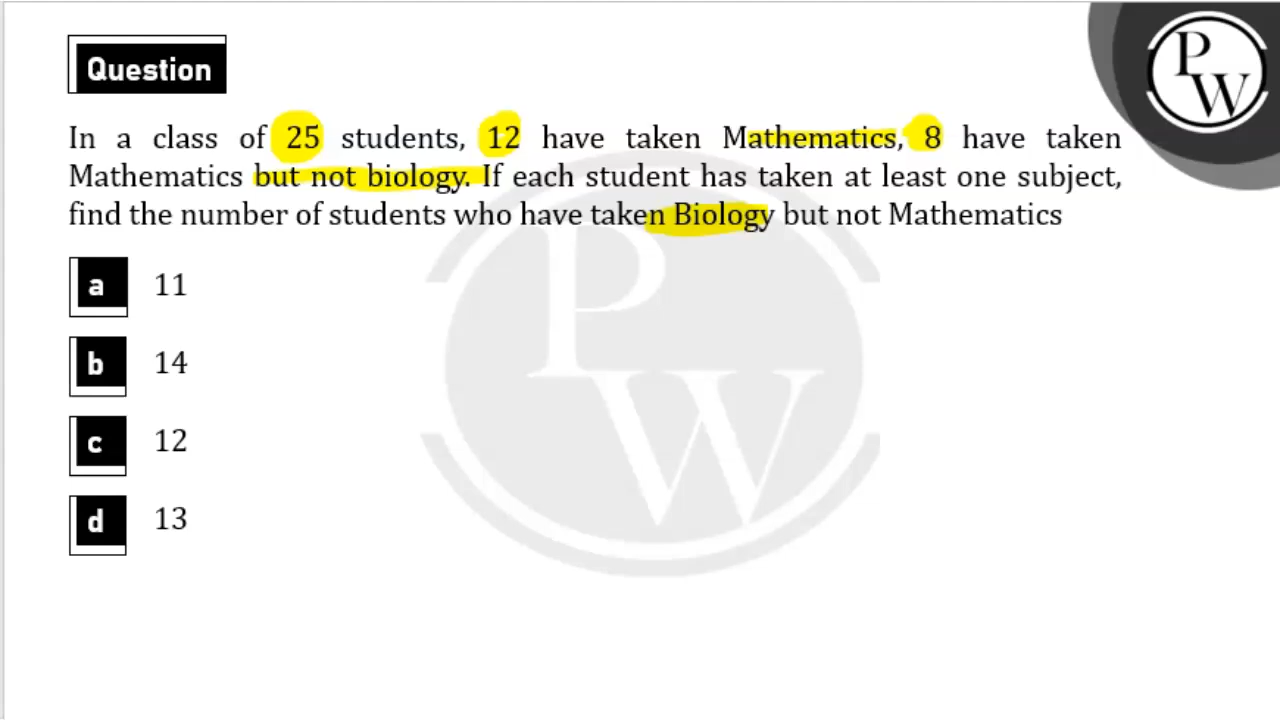 Question
In a class of 25 students, 12 have taken Mathematics, 8 have taken
Mathematics but not biology. If each student has taken at least one subject,
find the number of students who have taken Biology but not Mathematics
a 11
b 14
c 12
d 13
P
W
P
W